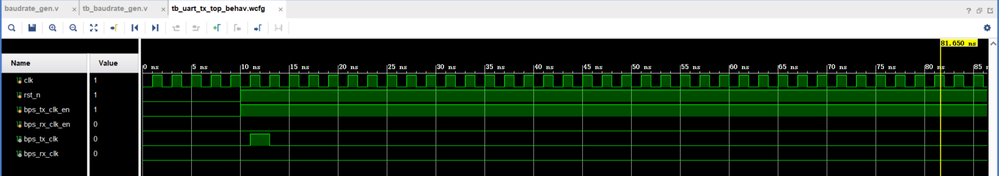 baudrate_gen.v × tb_baudrate_gen.v × tb_uart_tx_top_behav.wcfg ×
81.650 ns
Name Value
0 ns 5 ns 10 ns 15 ns 20 ns 25 ns 30 ns 35 ns 40 ns 45 ns 50 ns 55 ns 60 ns 65 ns 70 ns 75 ns 80 ns 85
clk 1
rst_n 1
bps_tx_clk_en 1
bps_rx_clk_en 0
bps_tx_clk 0
bps_rx_clk 0